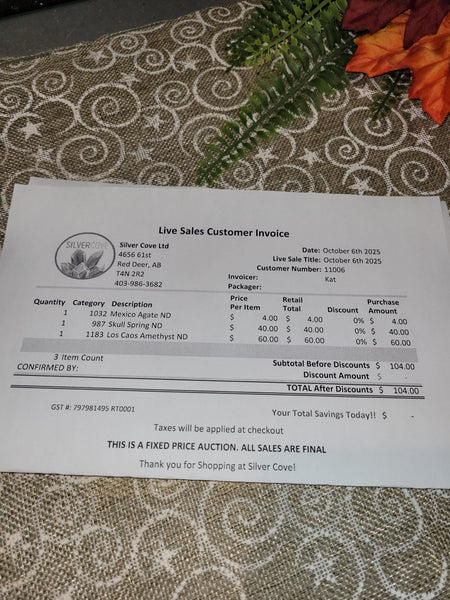 Live Sales Customer Invoice
SILVERCOVE
Silver Cove Ltd
4656 61st
Red Deer, AB
T4N 2R2
403-986-3682
Date: October 6th 2025
Live Sale Title: October 6th 2025
Customer Number: 11006
Invoicer: Kat
Packager:
Quantity Category Description Price Per Item Retail Total Discount Purchase Amount
1 1032 Mexico Agate ND $ 4.00 $ 4.00 0% $ 4.00
1 987 Skull Spring ND $ 40.00 $ 40.00 0% $ 40.00
1 1183 Los Caos Amethyst ND $ 60.00 $ 60.00 0% $ 60.00
3 Item Count Subtotal Before Discounts $ 104.00
CONFIRMED BY: Discount Amount $
TOTAL After Discounts $ 104.00
GST #: 797981495 RT0001 Your Total Savings Today!! $ -
Taxes will be applied at checkout
THIS IS A FIXED PRICE AUCTION. ALL SALES ARE FINAL
Thank you for Shopping at Silver Cove!